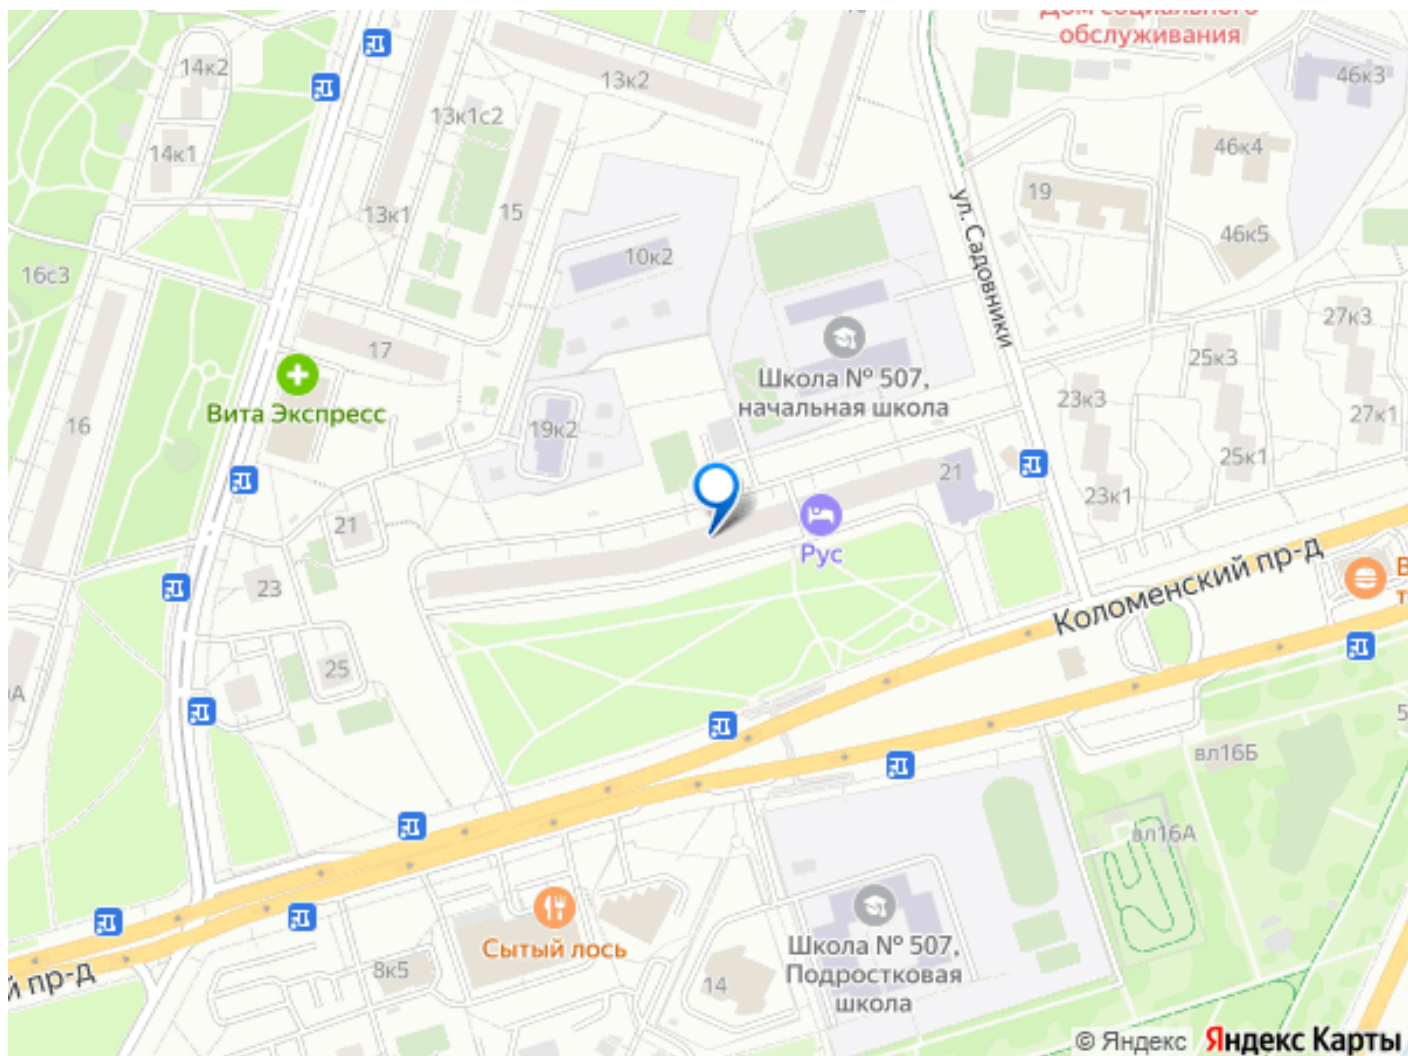 Дом социального
обслуживания
14к2
13к2
46к3
13к1с2
14к1
46к4
19
13к1
15
ул. Садовники
46к5
10к2
16с3
27к3
17
25к3
Школа № 507,
начальная школа
Вита Экспресс
23к3
27к1
16
19к2
25к1
21
23к1
21
Рус
Коломенский пр-д
23
25
вл16Б
вл16А
Сытый лось
8к5
14
Школа № 507,
Подростковая
школа
й пр-д
© Яндекс Яндекс Карты